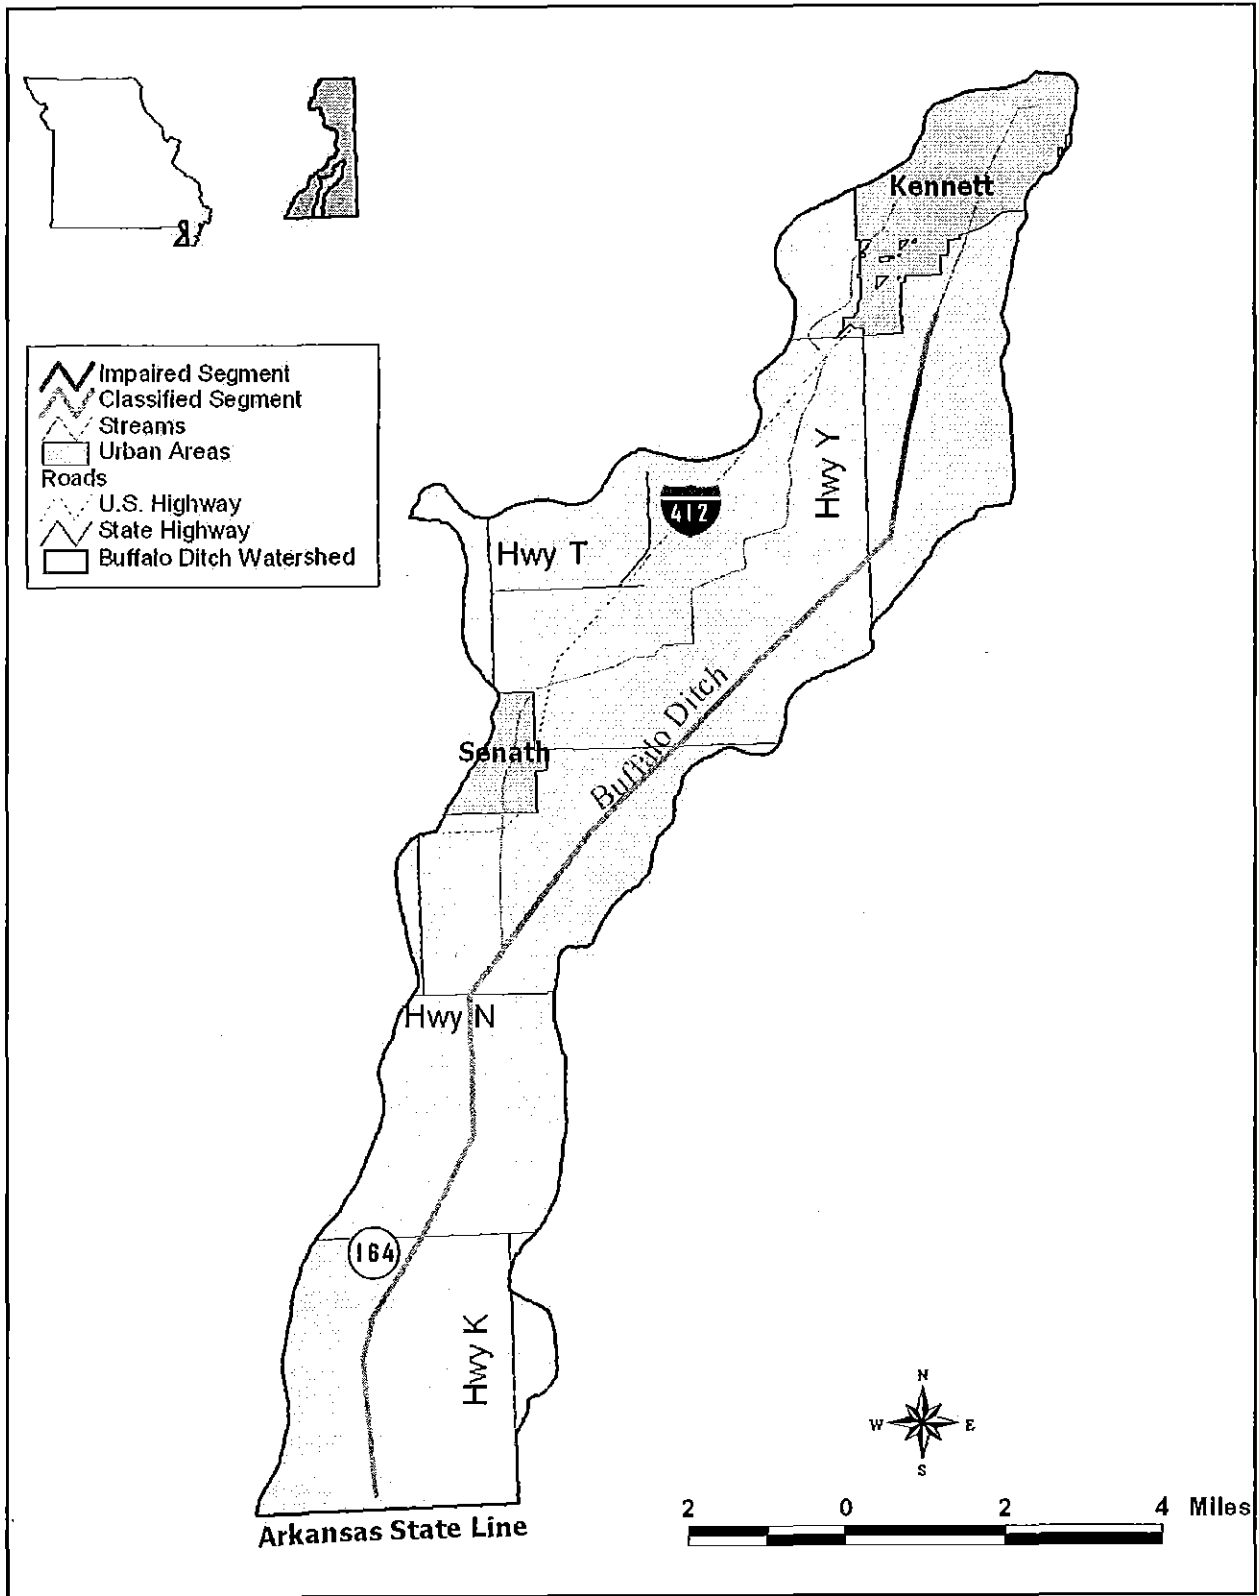 Kennett
Impaired Segment
Classified Segment
Streams
Urban Areas
Roads
U.S. Highway
State Highway
Buffalo Ditch Watershed
Hwy Y
412
Hwy T
Buffalo Ditch
Senath
Hwy N
164
Hwy K
N
W E
S
2 0 2 4 Miles
Arkansas State Line